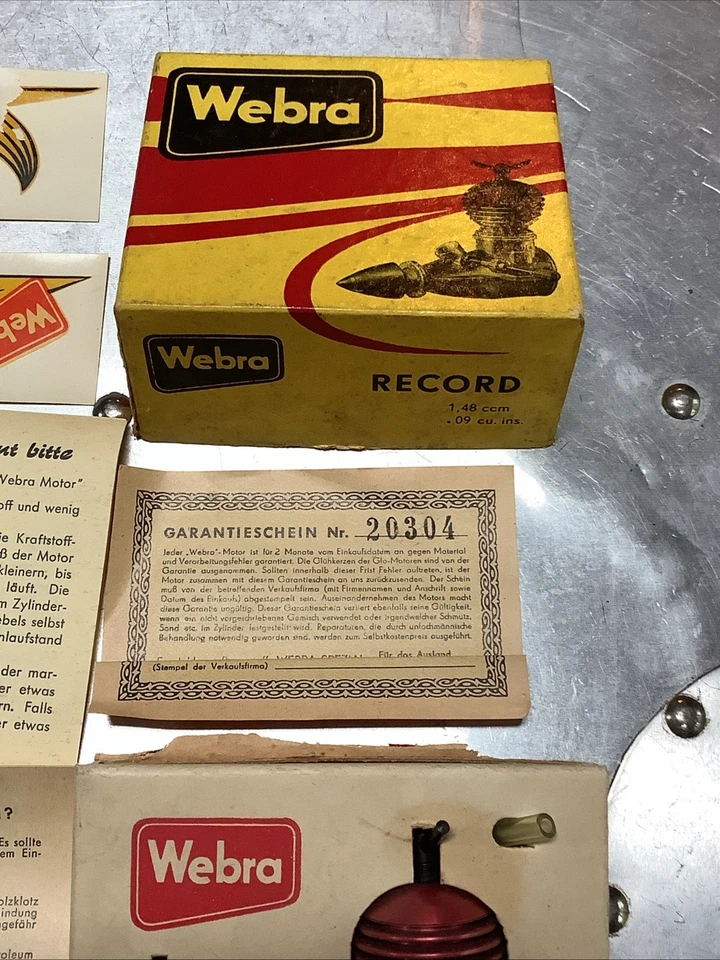 Webra
Webra
RECORD
1,48 ccm
.09 cu. ins.
Webra
nt bitte
Webra Motor"
off und wenig
ie Kraftstoff-
ß der Motor
kleinern, bis
läuft. Die
m Zylinder-
ebels selbst
nlaufstand
der mar-
er etwas
rn. Falls
er etwas
GARANTIESCHEIN Nr. 20304
Jeder „Webra"-Motor ist für 2 Monate vom Einkaufsdatum an gegen Material
und Verarbeitungsfehler garantiert. Die Glühkerzen der Glo-Motoren sind von der
Garantie ausgenommen. Sollten innerhalb dieser Frist Fehler auftreten, ist der
Motor zusammen mit diesem Garantieschein an uns zurückzusenden. Der Schein
muß von der betreffenden Verkaufsfirma (mit Firmennamen und Anschrift sowie
Datum des Einkaufs) abgestempelt sein. Auseinandernehmen des Motors macht
diese Garantie ungültig. Dieser Garantieschein verliert ebenfalls seine Gültigkeit,
wenn ein nicht vorgeschriebenes Gemisch verwendet oder irgendwelcher Schmutz,
Sand etc. im Zylinder festgestellt wird. Reparaturen, die durch unfachmännische
Behandlung notwendig geworden sind, werden zum Selbstkostenpreis ausgeführt.
Für das Ausland
(Stempel der Verkaufsfirma)
?
Es sollte
em Ein-
olzklotz
indung
ngefähr
oleum
Webra